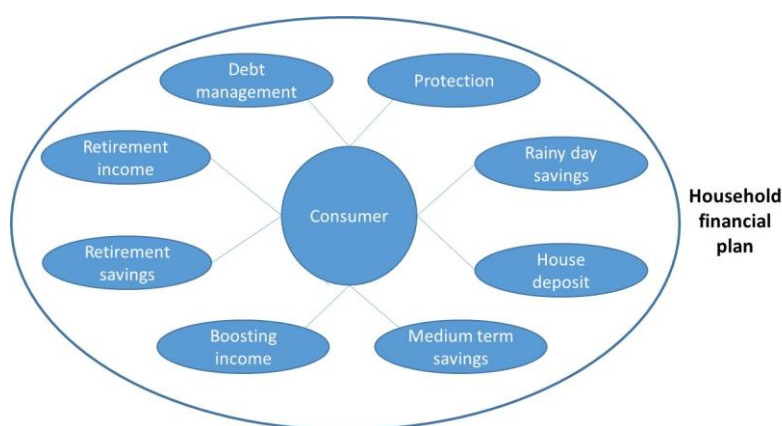 Debt
management
Protection
Retirement
income
Rainy day
savings
Consumer
Household
financial
plan
Retirement
savings
House
deposit
Boosting
income
Medium term
savings